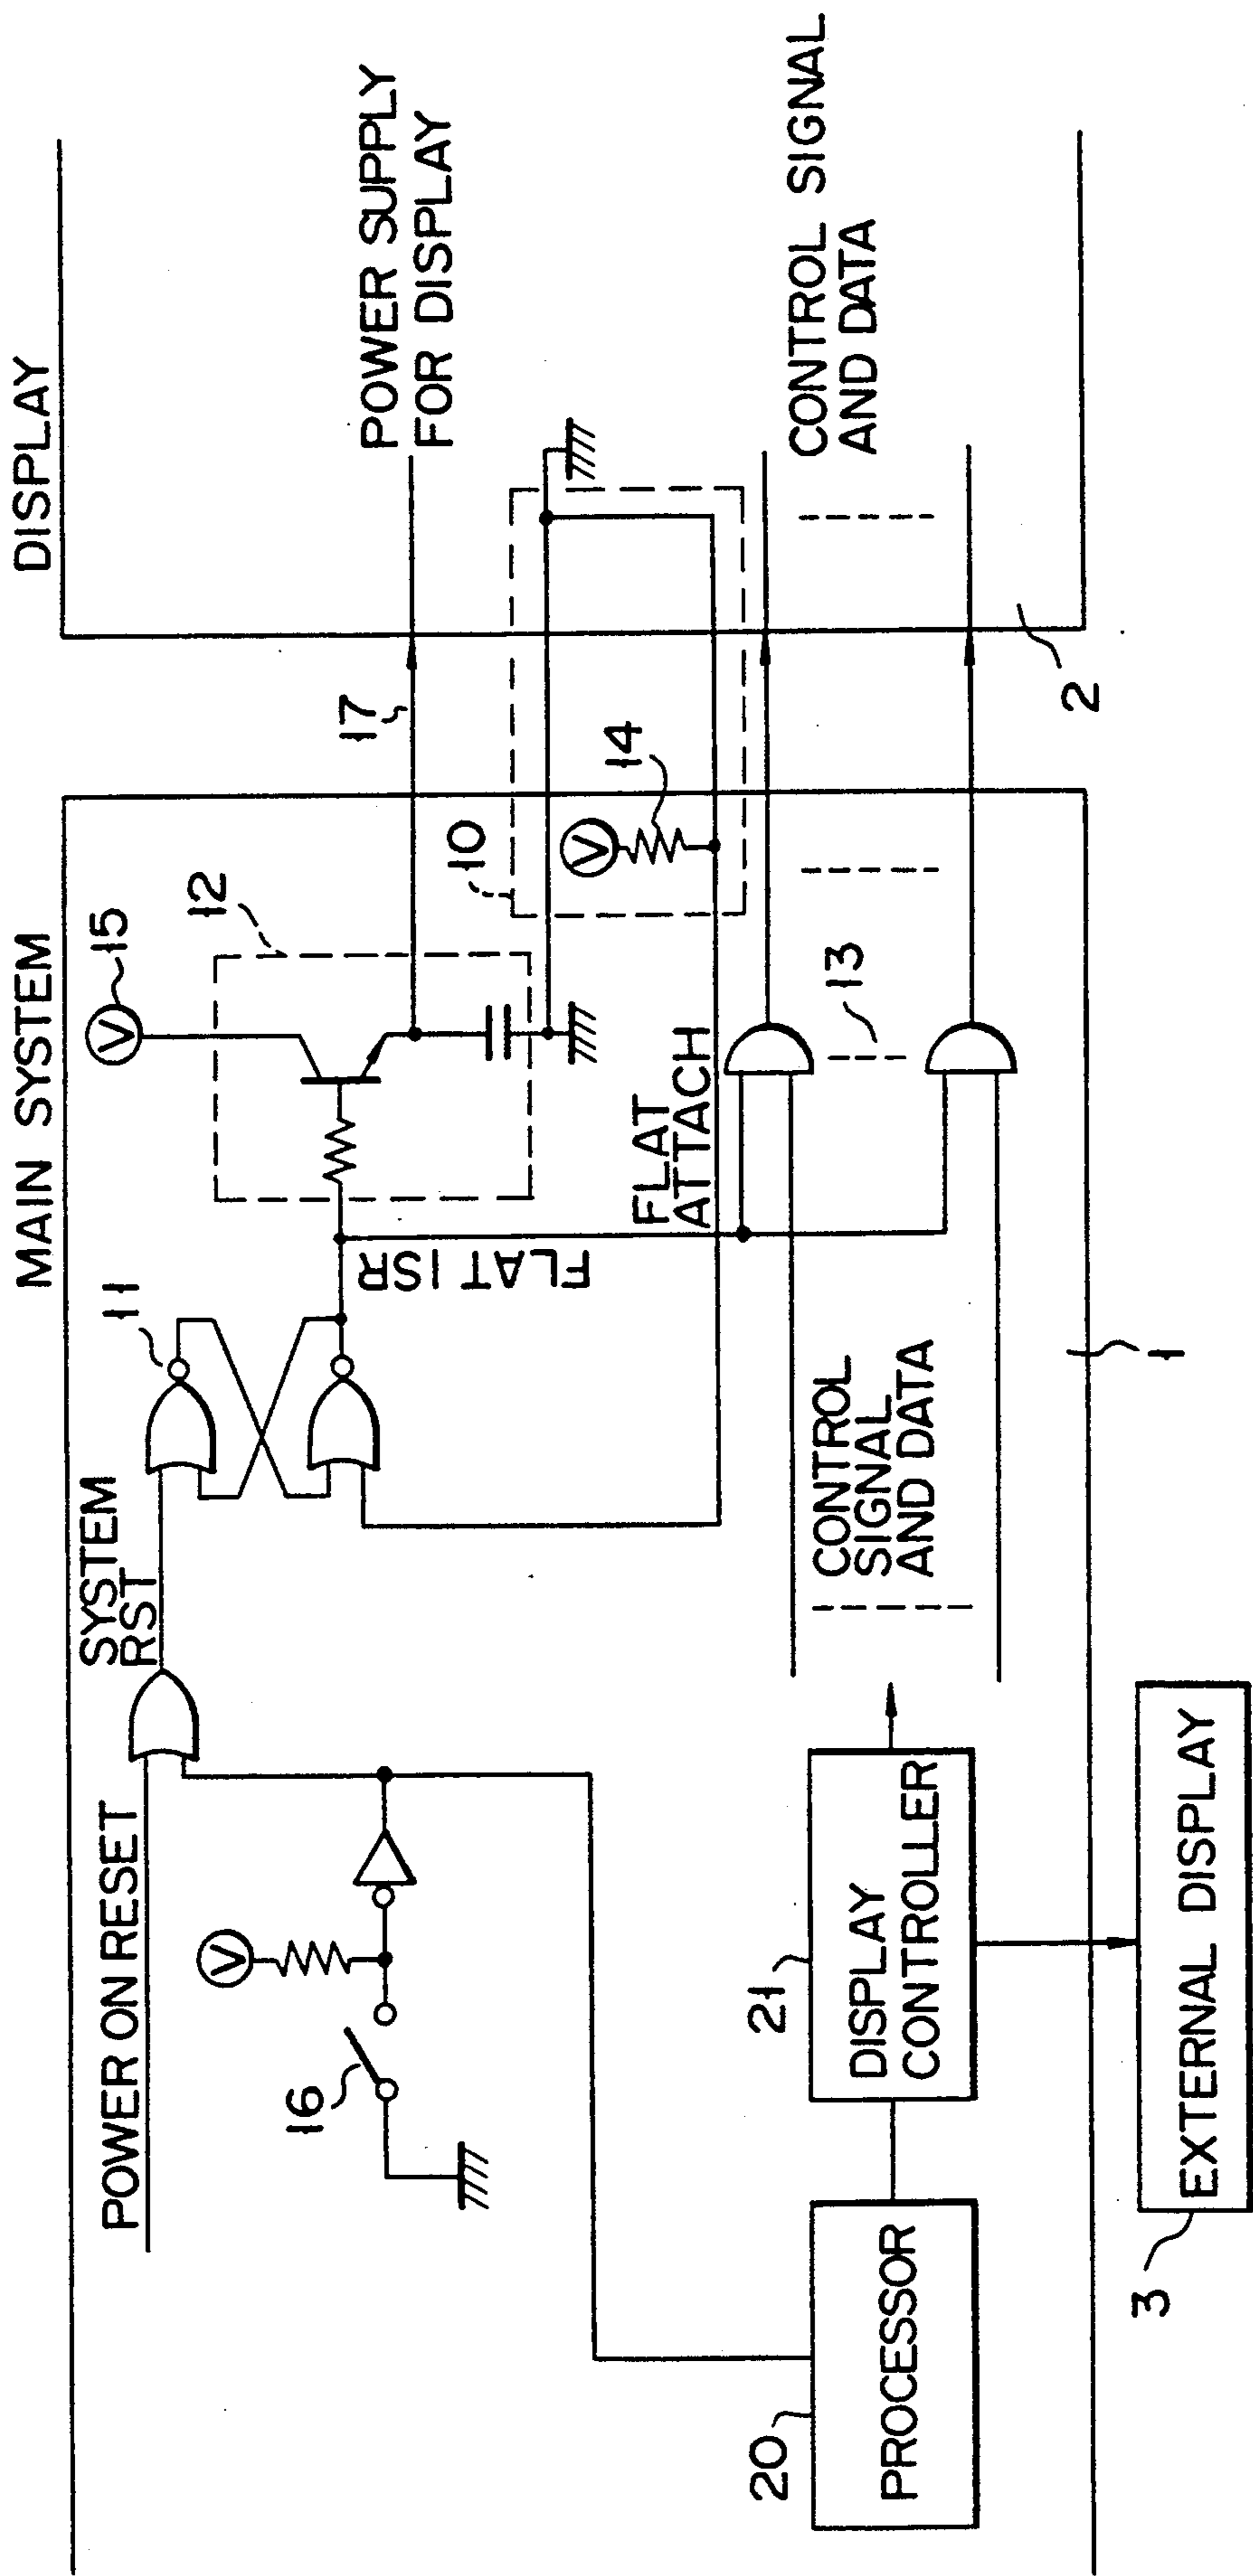 MAIN SYSTEM
DISPLAY
POWER ON RESET
SYSTEM
RST
11
V
15
12
17
POWER SUPPLY
FOR DISPLAY
V
16
FLAT ISR
10
V
14
FLAT
ATTACH
13
CONTROL SIGNAL
AND DATA
CONTROL
SIGNAL
AND DATA
20
PROCESSOR
21
DISPLAY
CONTROLLER
1
2
3
EXTERNAL DISPLAY